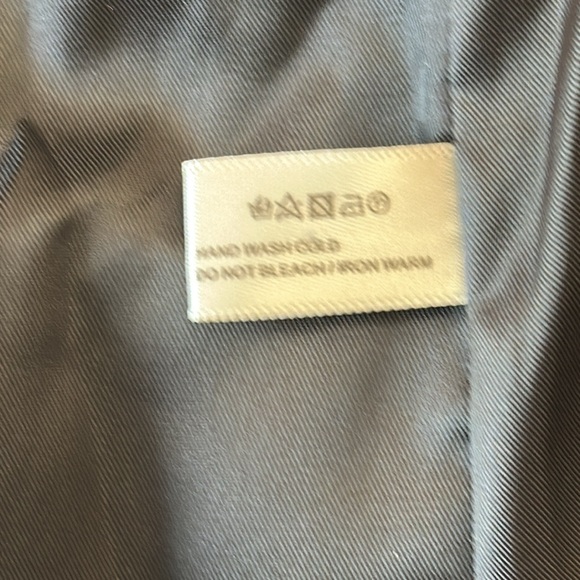 HAND WASH COLD
DO NOT BLEACH / IRON WARM